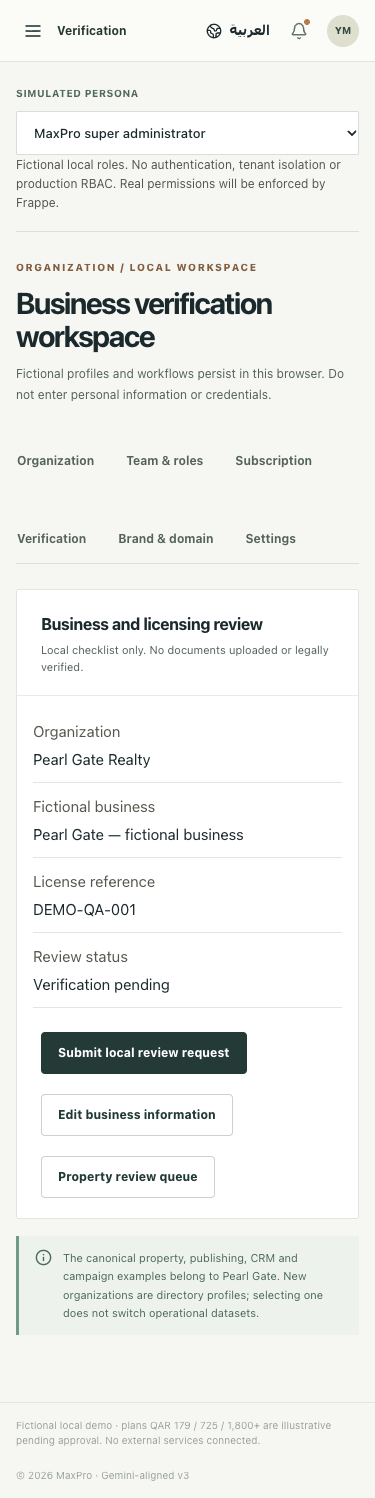 Verification
العربية
YM
SIMULATED PERSONA
MaxPro super administrator
Fictional local roles. No authentication, tenant isolation or
production RBAC. Real permissions will be enforced by
Frappe.
ORGANIZATION / LOCAL WORKSPACE
Business verification
workspace
Fictional profiles and workflows persist in this browser. Do
not enter personal information or credentials.
Organization
Team & roles
Subscription
Verification
Brand & domain
Settings
Business and licensing review
Local checklist only. No documents uploaded or legally
verified.
Organization
Pearl Gate Realty
Fictional business
Pearl Gate — fictional business
License reference
DEMO-QA-001
Review status
Verification pending
Submit local review request
Edit business information
Property review queue
The canonical property, publishing, CRM and
campaign examples belong to Pearl Gate. New
organizations are directory profiles; selecting one
does not switch operational datasets.
Fictional local demo · plans QAR 179 / 725 / 1,800+ are illustrative
pending approval. No external services connected.
© 2026 MaxPro · Gemini-aligned v3